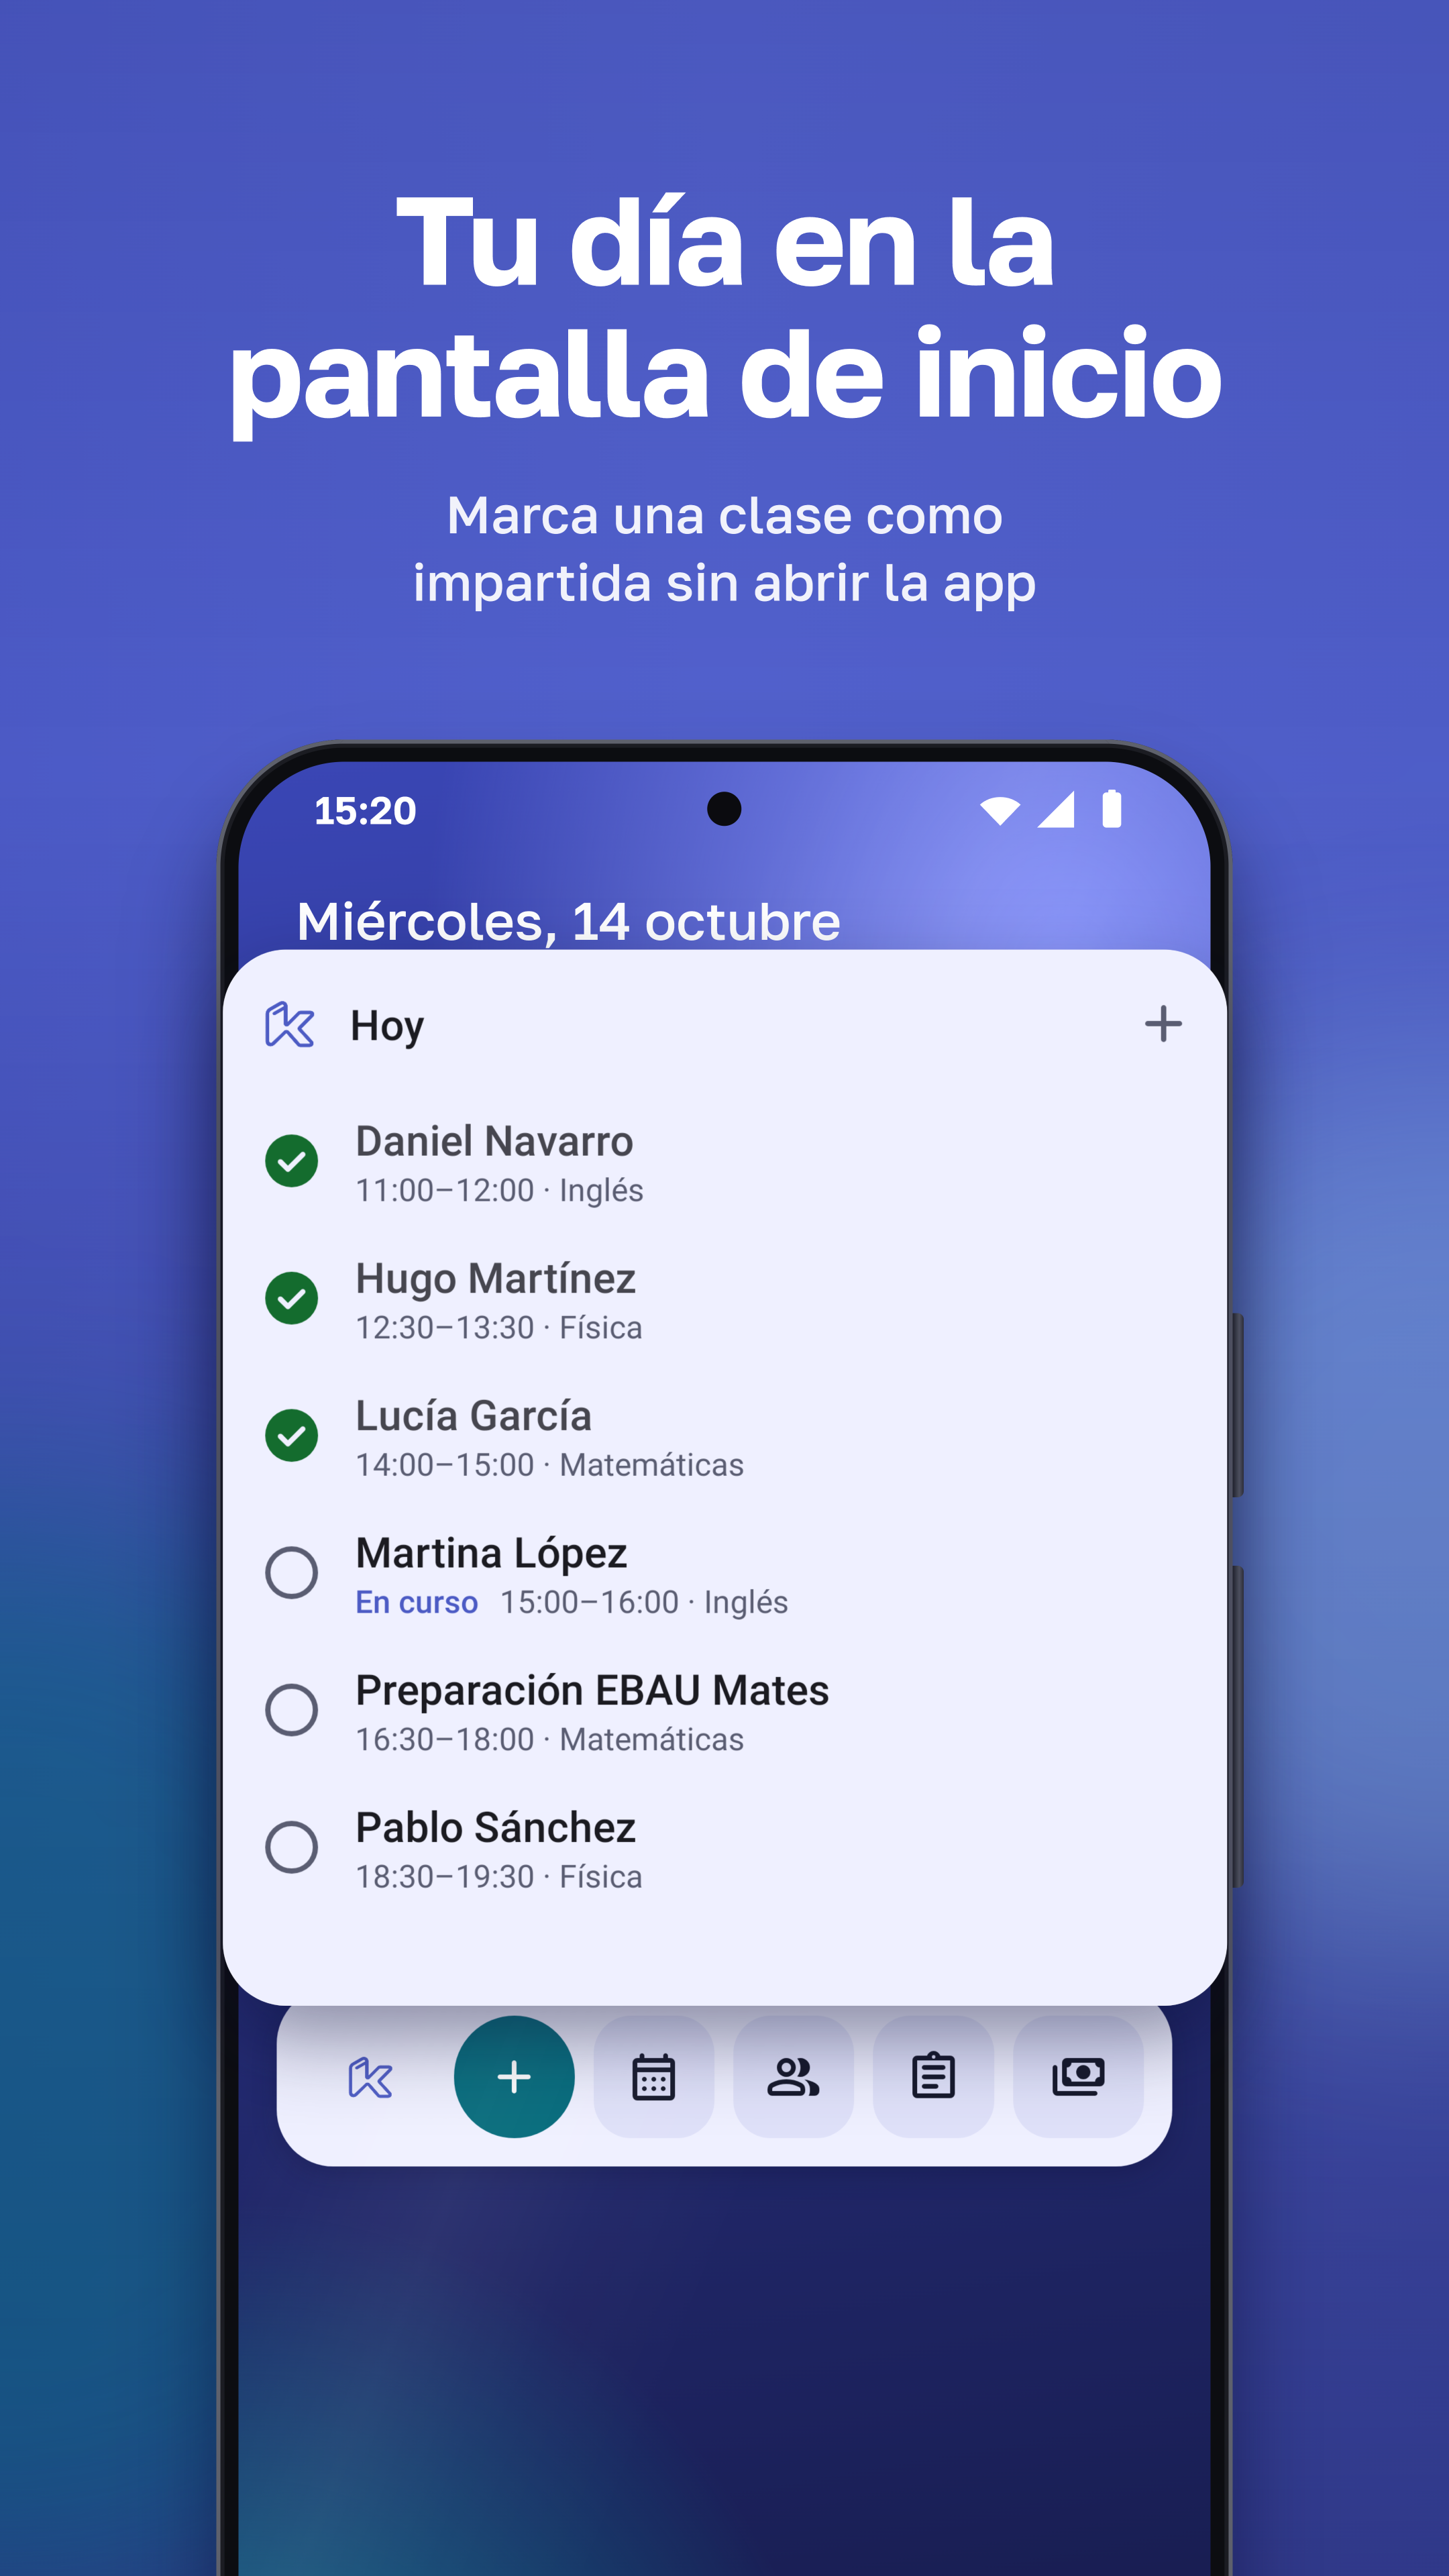 Tu día en la
pantalla de inicio
Marca una clase como
impartida sin abrir la app
15:20
Miércoles, 14 octubre
Hoy
Daniel Navarro
11:00–12:00 · Inglés
Hugo Martínez
12:30–13:30 · Física
Lucía García
14:00–15:00 · Matemáticas
Martina López
En curso 15:00–16:00 · Inglés
Preparación EBAU Mates
16:30–18:00 · Matemáticas
Pablo Sánchez
18:30–19:30 · Física